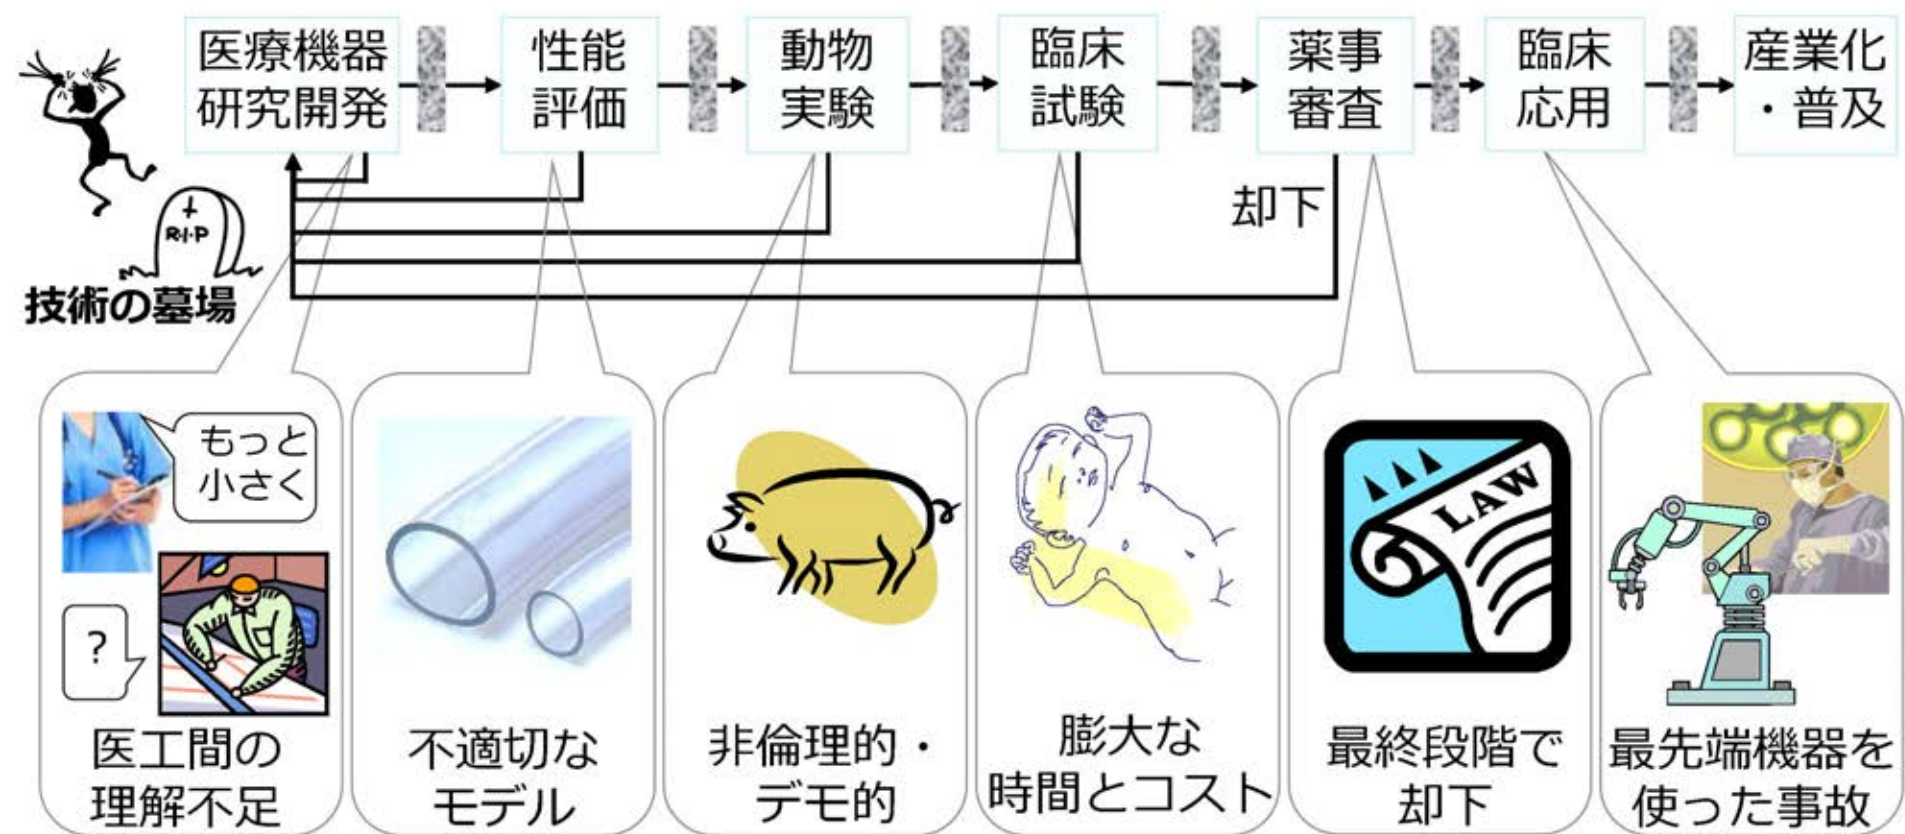 医療機器
研究開発
性能
評価
動物
実験
臨床
試験
薬事
審査
臨床
応用
産業化
・普及
却下
R・I・P
技術の墓場
もっと
小さく
?
医工間の
理解不足
不適切な
モデル
非倫理的・
デモ的
膨大な
時間とコスト
LAW
最終段階で
却下
最先端機器を
使った事故